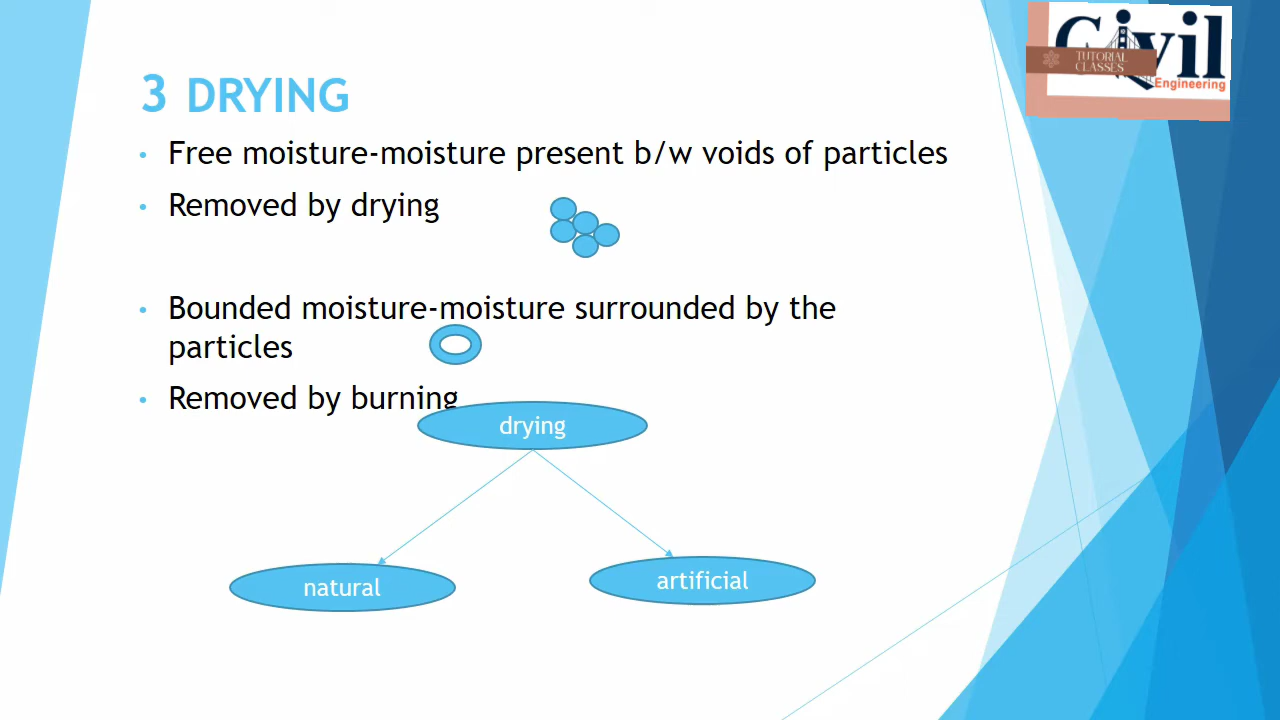 Civil
TUTORIAL
CLASSES
Engineering
3 DRYING
• Free moisture-moisture present b/w voids of particles
• Removed by drying
• Bounded moisture-moisture surrounded by the
particles
• Removed by burning
drying
natural
artificial